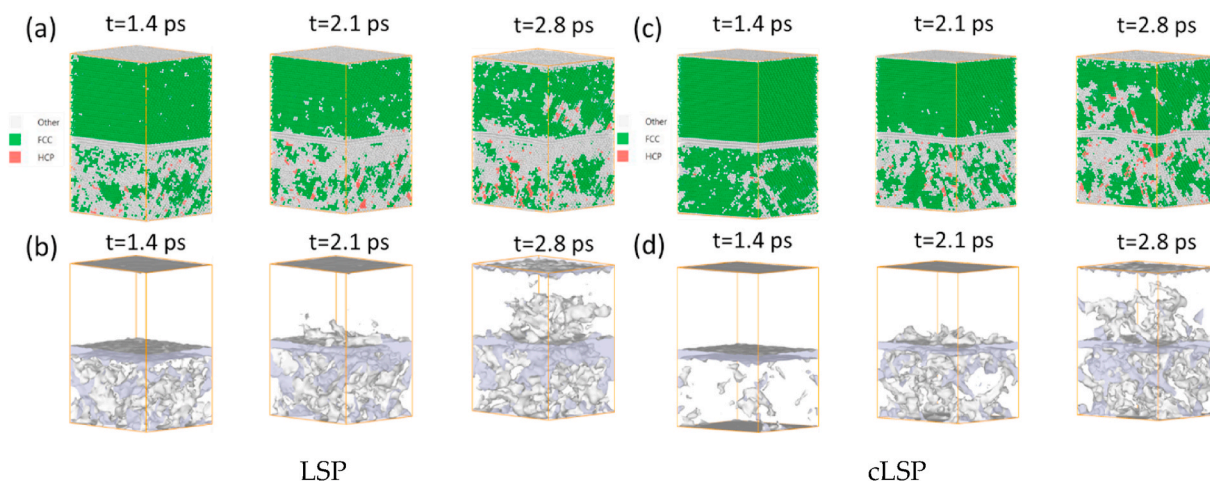 (a) t=1.4 ps t=2.1 ps t=2.8 ps
Other
FCC
HCP
(c) t=1.4 ps t=2.1 ps t=2.8 ps
Other
FCC
HCP
(b) t=1.4 ps t=2.1 ps t=2.8 ps
(d) t=1.4 ps t=2.1 ps t=2.8 ps
LSP
cLSP